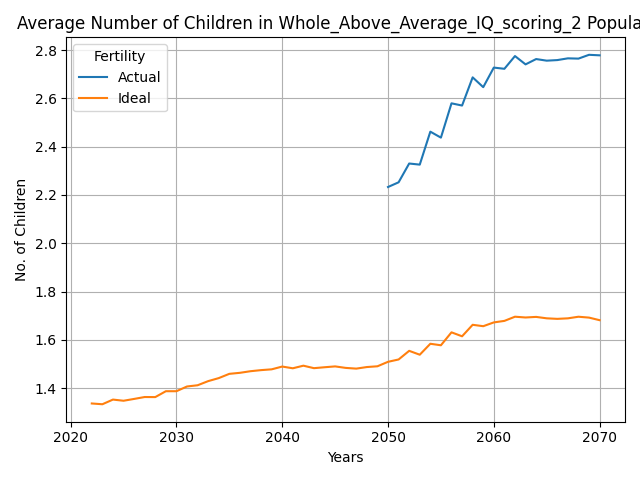 Average Number of Children in Whole_Above_Average_IQ_scoring_2 Popula
Fertility
Actual
Ideal
2.8
2.6
2.4
2.2
2.0
1.8
1.6
1.4
No. of Children
2020 2030 2040 2050 2060 2070
Years